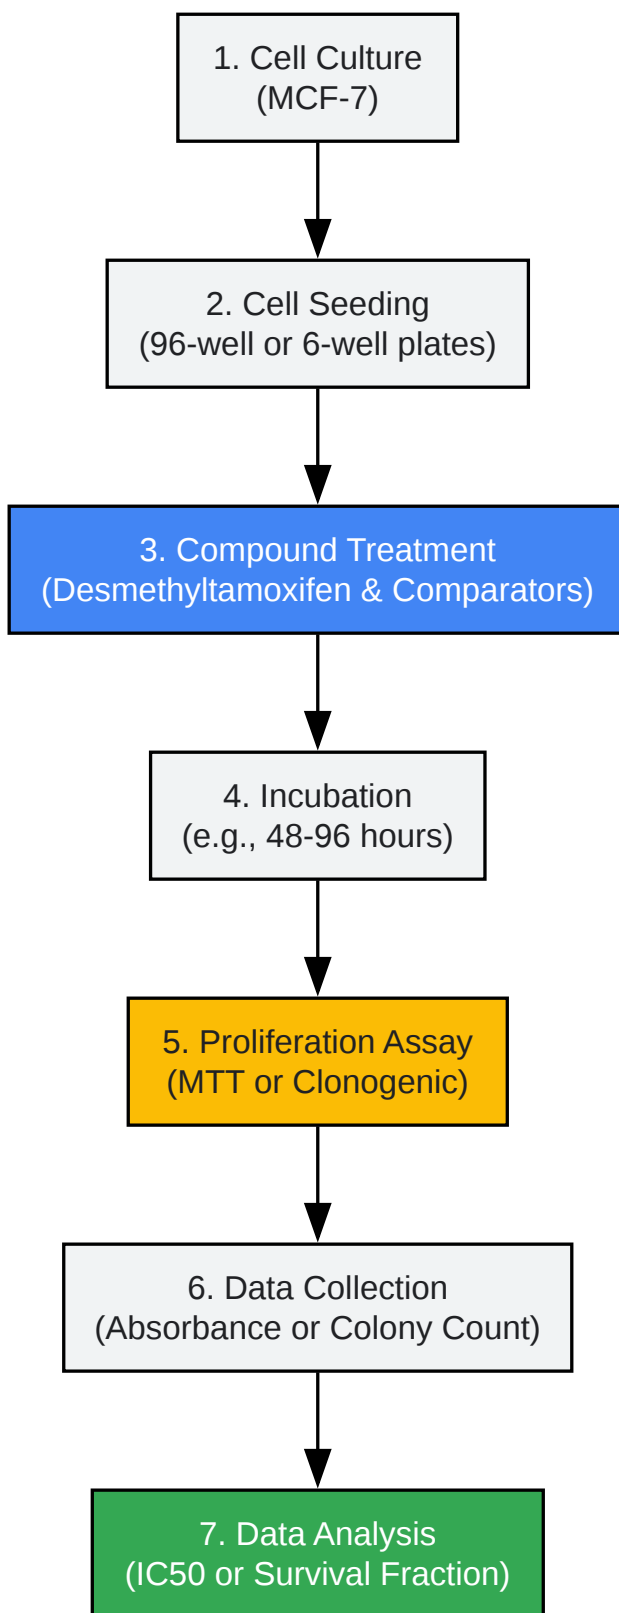 1. Cell Culture
(MCF-7)
2. Cell Seeding
(96-well or 6-well plates)
3. Compound Treatment
(Desmethyltamoxifen & Comparators)
4. Incubation
(e.g., 48-96 hours)
5. Proliferation Assay
(MTT or Clonogenic)
6. Data Collection
(Absorbance or Colony Count)
7. Data Analysis
(IC50 or Survival Fraction)